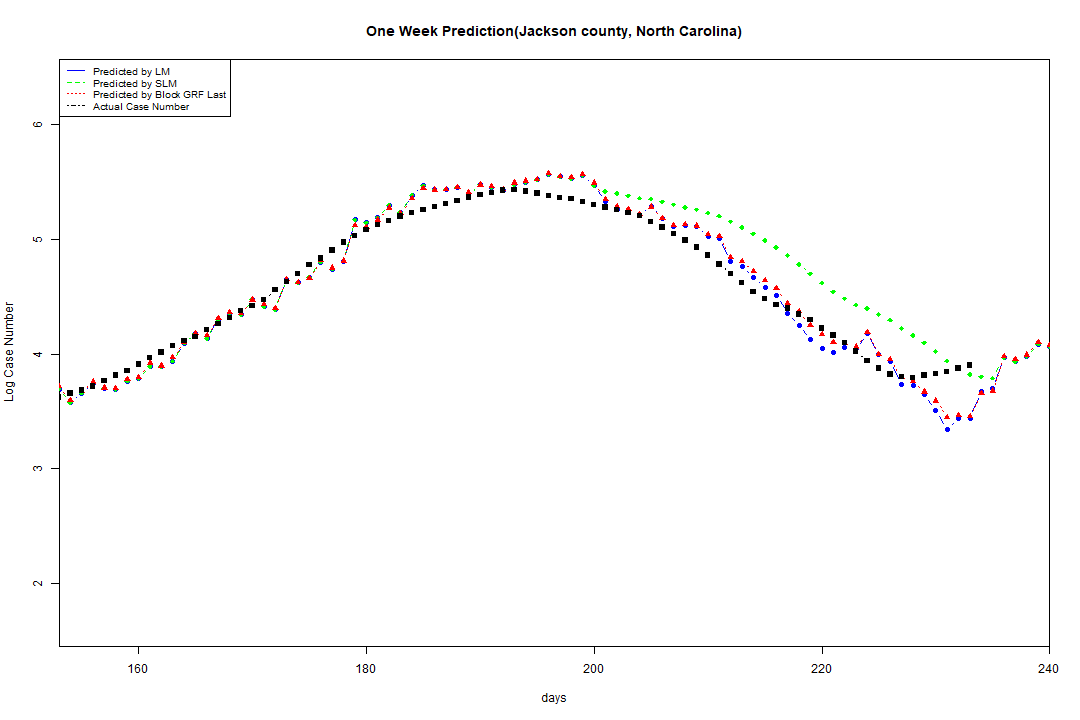 One Week Prediction(Jackson county, North Carolina)
Predicted by LM
Predicted by SLM
Predicted by Block GRF Last
Actual Case Number
6
5
4
3
2
Log Case Number
160
180
200
220
240
days